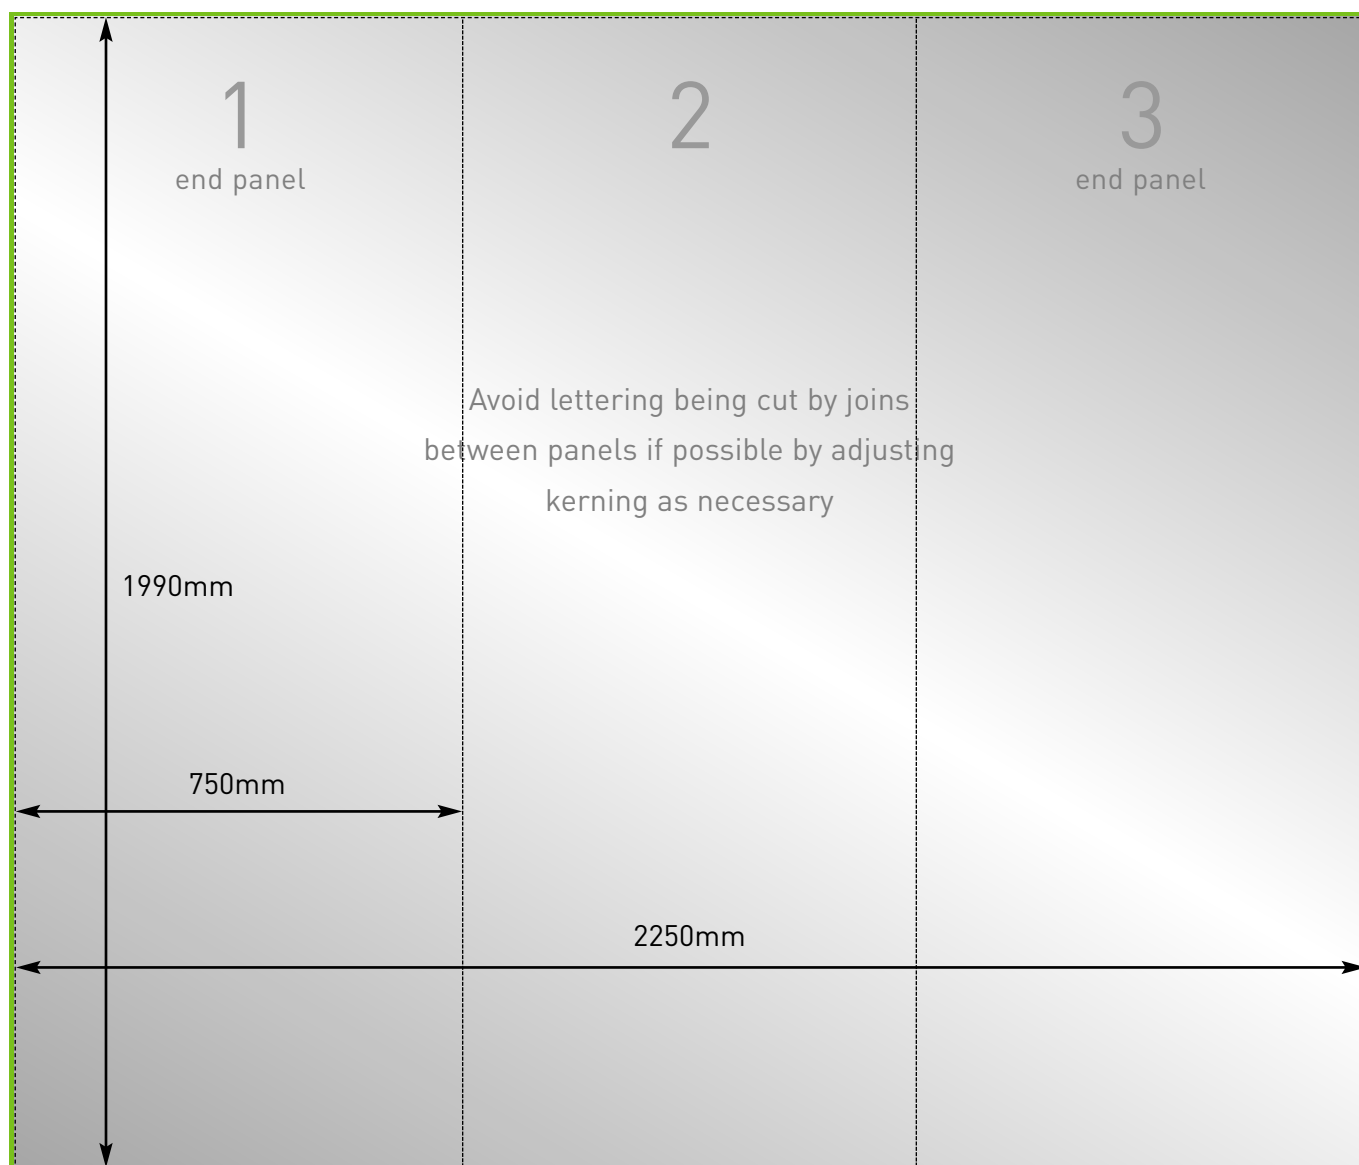 1
2
3
end panel
end panel
Avoid lettering being cut by joins
between panels if possible by adjusting
kerning as necessary
1990mm
750mm
2250mm